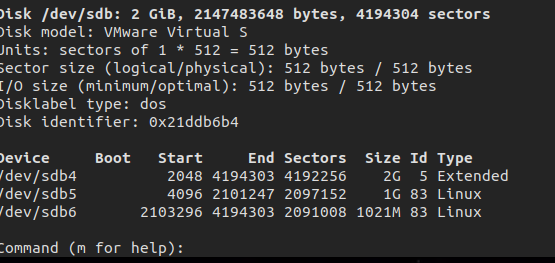 Disk /dev/sdb: 2 GiB, 2147483648 bytes, 4194304 sectors
Disk model: VMware Virtual S
Units: sectors of 1 * 512 = 512 bytes
Sector size (logical/physical): 512 bytes / 512 bytes
I/O size (minimum/optimal): 512 bytes / 512 bytes
Disklabel type: dos
Disk identifier: 0x21ddb6b4

Device     Boot   Start     End Sectors  Size Id Type
/dev/sdb4          2048 4194303 4192256    2G  5 Extended
/dev/sdb5          4096 2101247 2097152    1G 83 Linux
/dev/sdb6       2103296 4194303 2091008 1021M 83 Linux

Command (m for help):